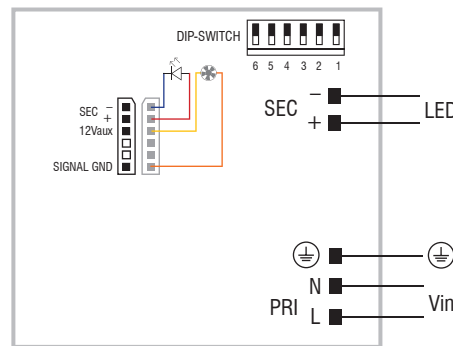 DIP-SWITCH
6 5 4 3 2 1
SEC −
+
12Vaux
SIGNAL GND
SEC −
+
LED
N
PRI
L
Vin